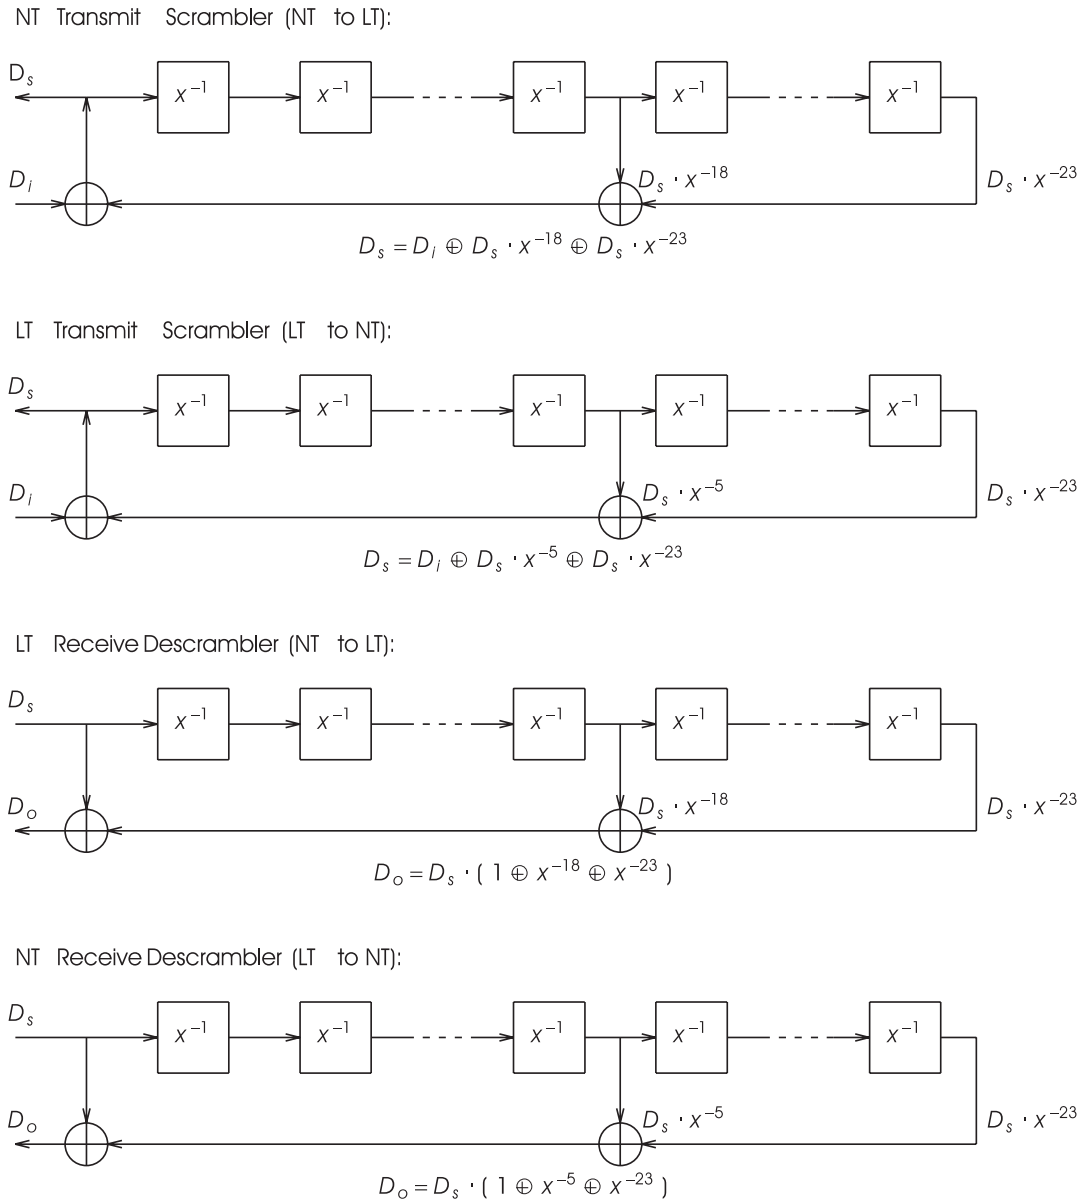 NT Transmit Scrambler (NT to LT):
D_s
x^{-1} x^{-1} x^{-1} x^{-1} x^{-1}
D_i D_s · x^{-18} D_s · x^{-23}
D_s = D_i ⊕ D_s · x^{-18} ⊕ D_s · x^{-23}
LT Transmit Scrambler (LT to NT):
D_s
x^{-1} x^{-1} x^{-1} x^{-1} x^{-1}
D_i D_s · x^{-5} D_s · x^{-23}
D_s = D_i ⊕ D_s · x^{-5} ⊕ D_s · x^{-23}
LT Receive Descrambler (NT to LT):
D_s
x^{-1} x^{-1} x^{-1} x^{-1} x^{-1}
D_o D_s · x^{-18} D_s · x^{-23}
D_o = D_s · ( 1 ⊕ x^{-18} ⊕ x^{-23} )
NT Receive Descrambler (LT to NT):
D_s
x^{-1} x^{-1} x^{-1} x^{-1} x^{-1}
D_o D_s · x^{-5} D_s · x^{-23}
D_o = D_s · ( 1 ⊕ x^{-5} ⊕ x^{-23} )